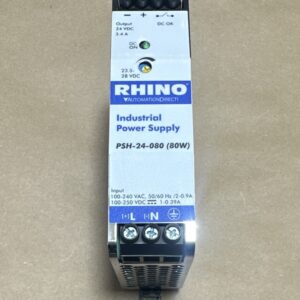 Output
24 VDC
3.4 A
DC OK
DC
ON
22.5-
28 VDC
RHINO
AUTOMATIONDIRECT
Industrial
Power Supply
PSH-24-080 (80W)
Input
100-240 VAC, 50/60 Hz /2-0.9A
100-250 VDC 1-0.39A
(+)L (-)N